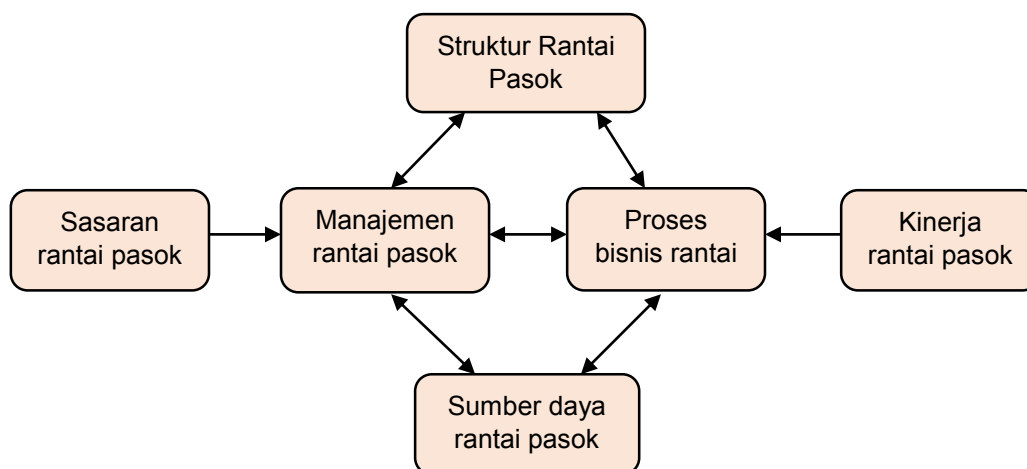 Struktur Rantai
Pasok
Sasaran
rantai pasok
Manajemen
rantai pasok
Proses
bisnis rantai
Kinerja
rantai pasok
Sumber daya
rantai pasok